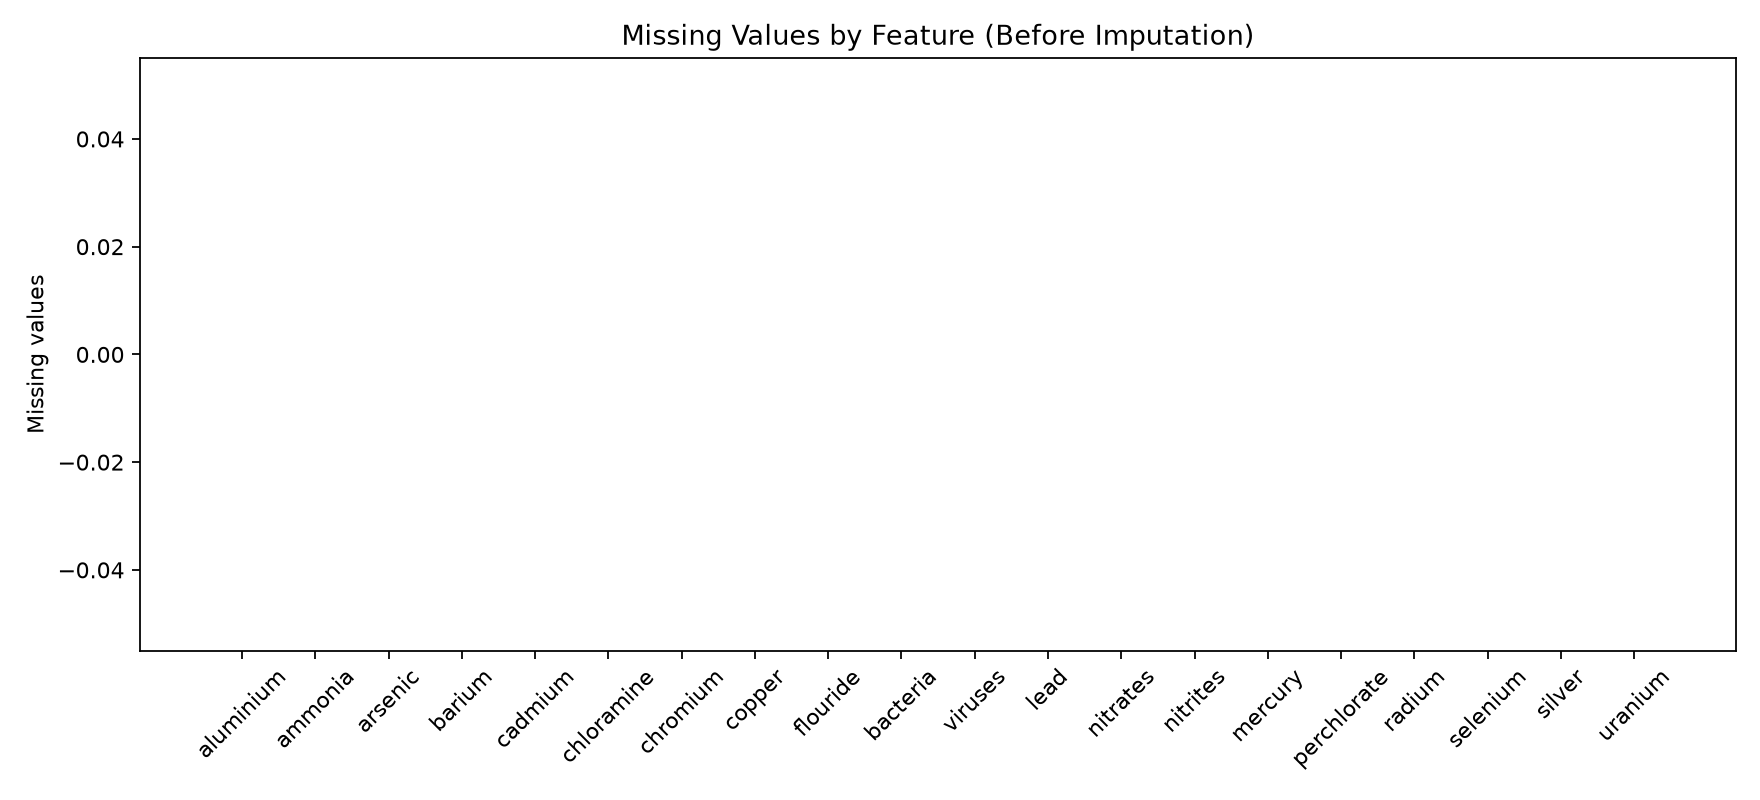 Missing Values by Feature (Before Imputation)
Missing values
0.04
0.02
0.00
−0.02
−0.04
aluminium
ammonia
arsenic
barium
cadmium
chloramine
chromium
copper
flouride
bacteria
viruses
lead
nitrates
nitrites
mercury
perchlorate
radium
selenium
silver
uranium